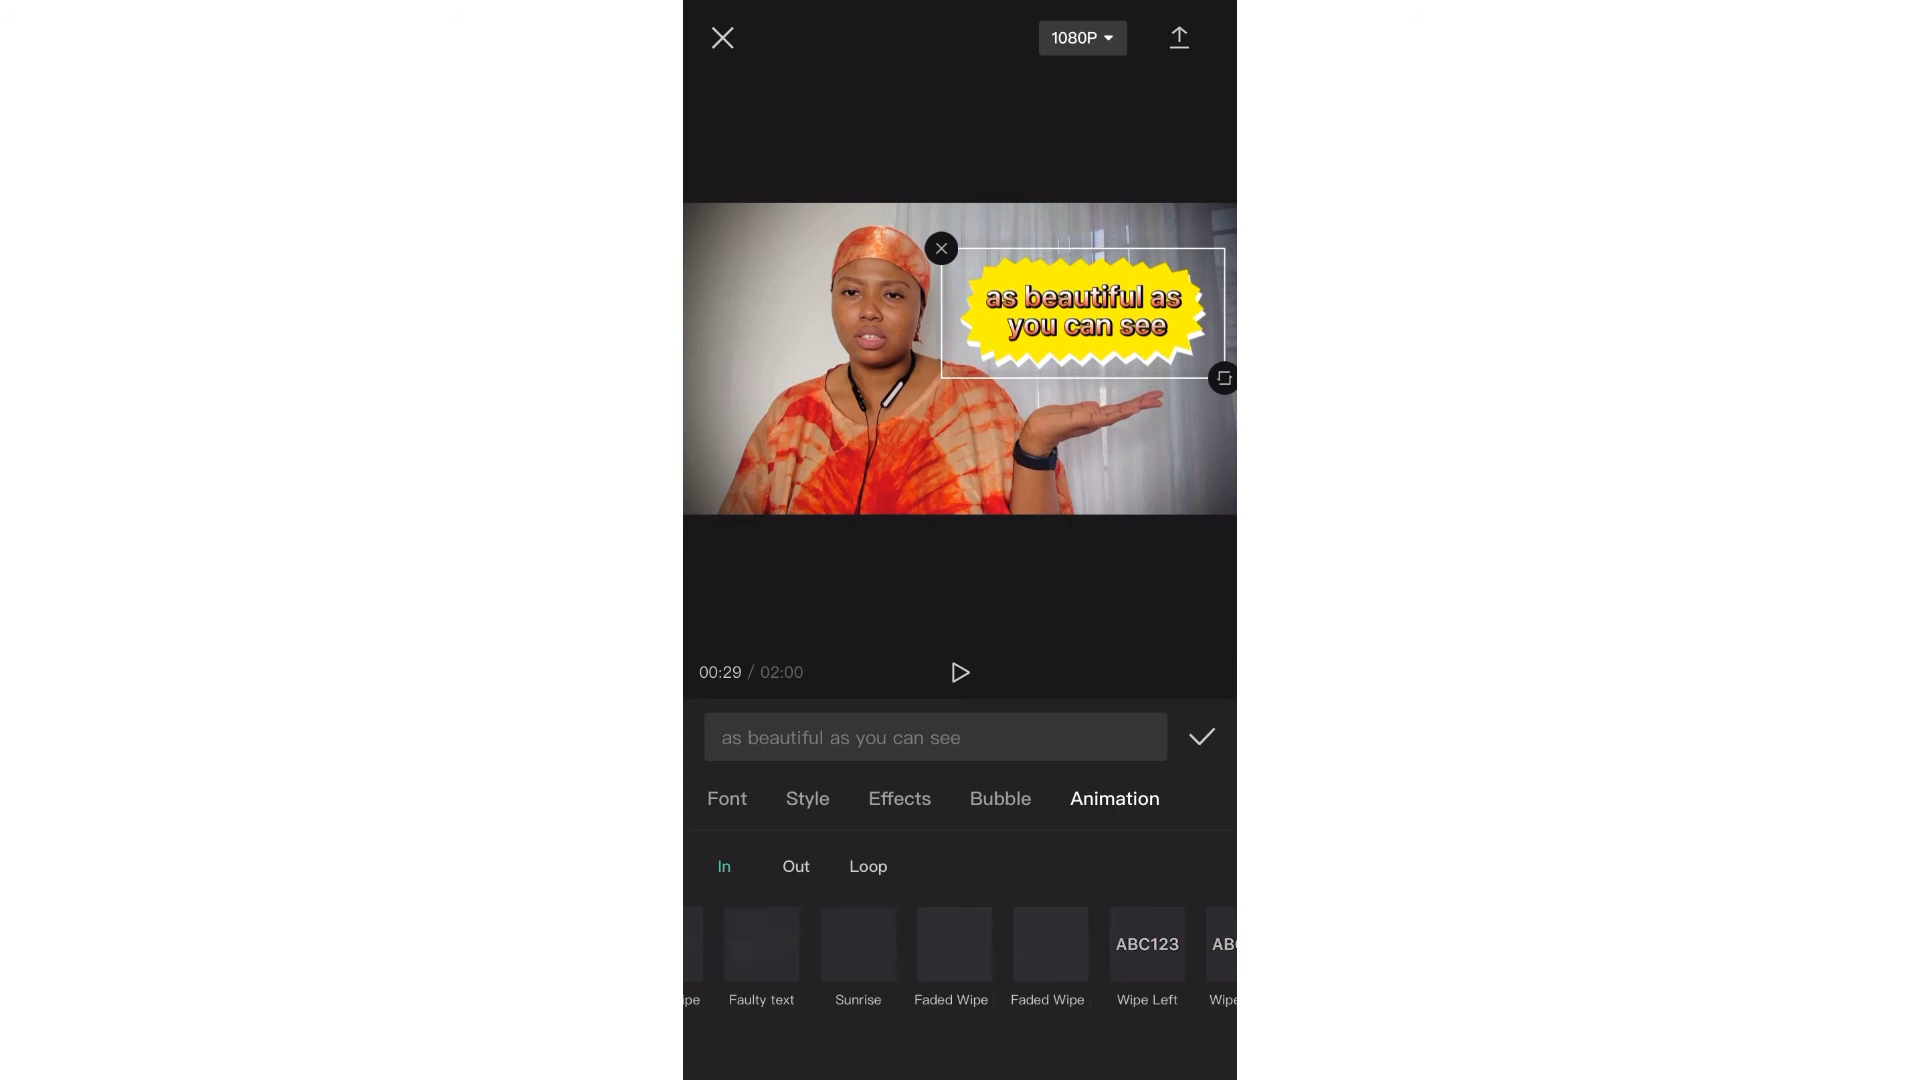 1080P
as beautiful as
you can see
00:29 / 02:00
as beautiful as you can see
Font Style Effects Bubble Animation
In Out Loop
ABC123 AB
ipe Faulty text Sunrise Faded Wipe Faded Wipe Wipe Left Wipe